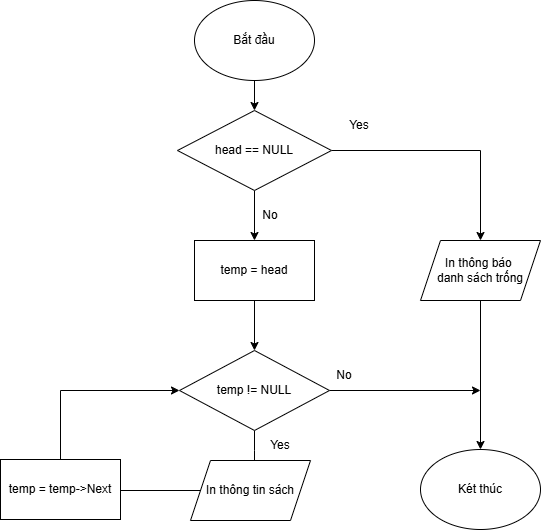 Bắt đầu
Yes
head == NULL
No
temp = head
In thông báo
danh sách trống
No
temp != NULL
Yes
temp = temp->Next
In thông tin sách
Két thúc